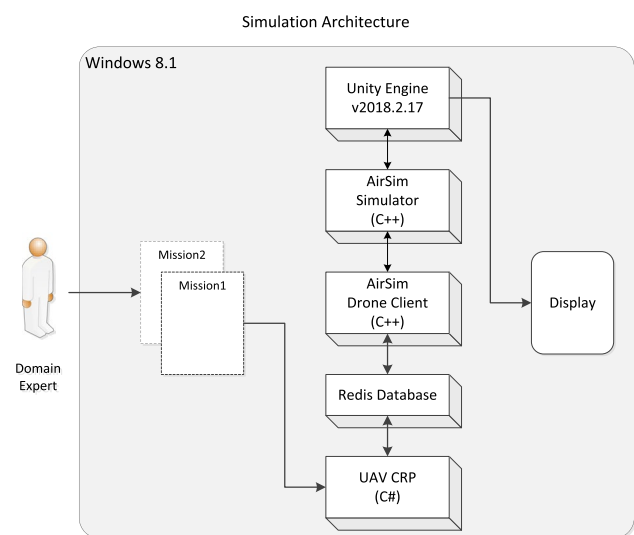 Simulation Architecture
Windows 8.1
Unity Engine
v2018.2.17
AirSim
Simulator
(C++)
Mission2
Mission1
AirSim
Drone Client
(C++)
Display
Domain
Expert
Redis Database
UAV CRP
(C#)